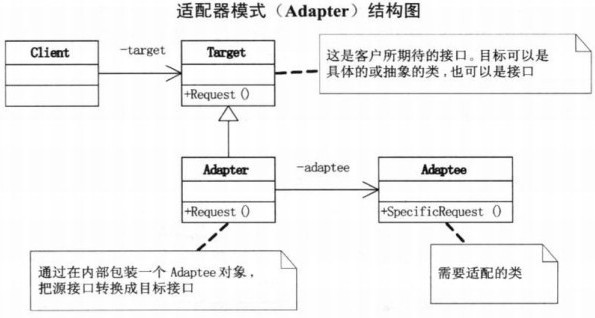 适配器模式（Adapter）结构图
Client
-target
Target
+Request()
这是客户所期待的接口。目标可以是
具体的或抽象的类,也可以是接口
Adapter
+Request()
-adaptee
Adaptee
+SpecificRequest ()
通过在内部包装一个 Adaptee 对象，
把源接口转换成目标接口
需要适配的类